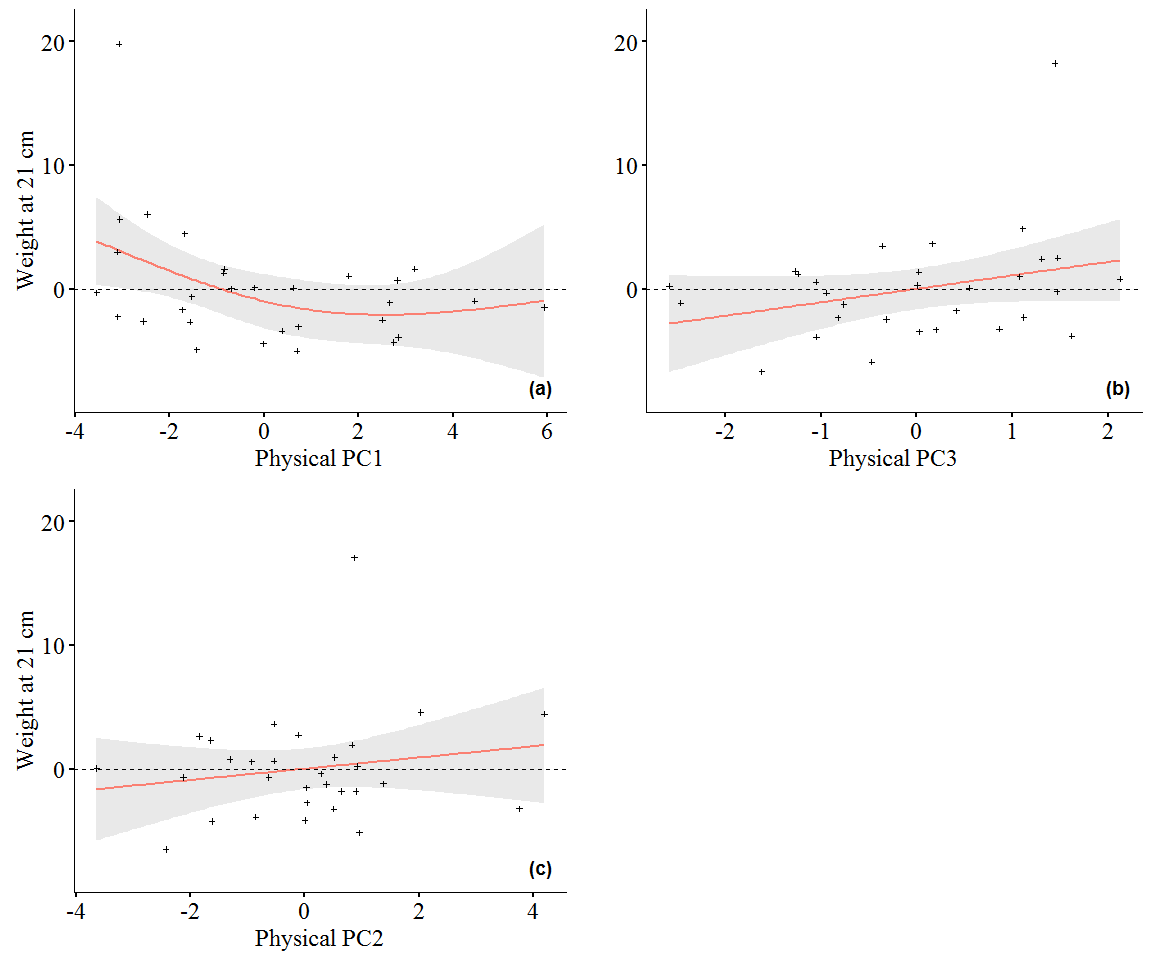 20
10
0
Weight at 21 cm
(a)
-4 -2 0 2 4 6
Physical PC1
20
10
0
(b)
-2 -1 0 1 2
Physical PC3
20
10
0
Weight at 21 cm
(c)
-4 -2 0 2 4
Physical PC2